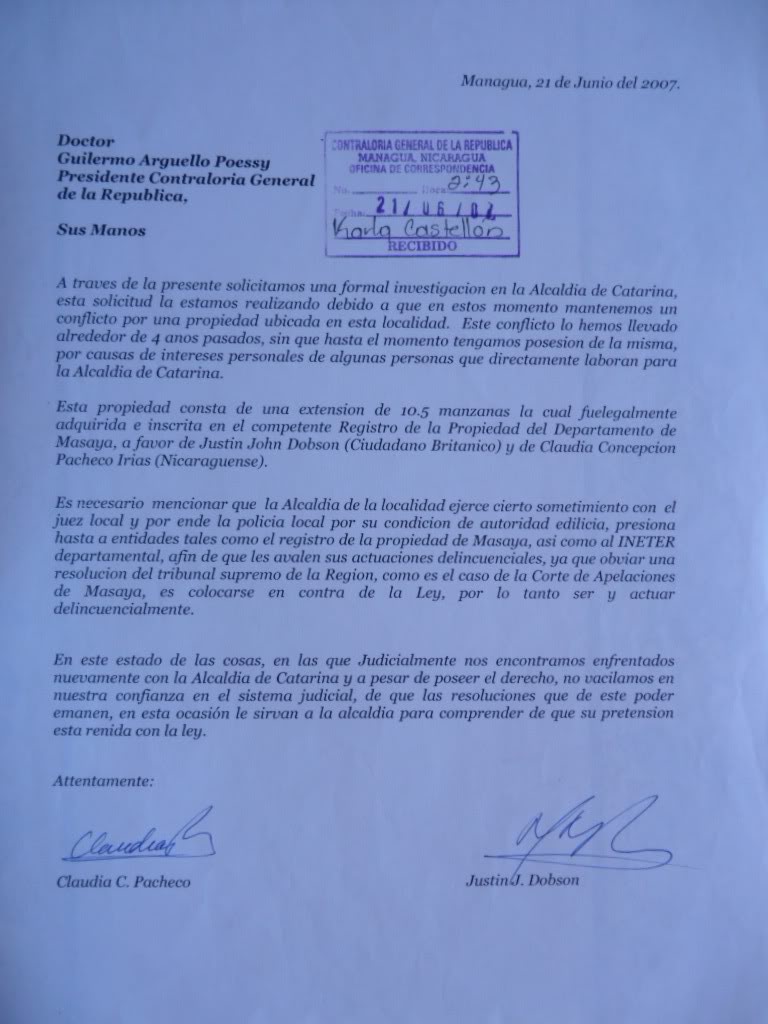 Managua, 21 de Junio del 2007.
Doctor
Guilermo Arguello Poessy
Presidente Contraloria General
de la Republica,
Sus Manos
CONTRALORIA GENERAL DE LA REPUBLICA
MANAGUA, NICARAGUA
OFICINA DE CORRESPONDENCIA
No. Hora 2:43
Fecha: 21/06/07
Karla Castellón
RECIBIDO
A traves de la presente solicitamos una formal investigacion en la Alcaldia de Catarina,
esta solicitud la estamos realizando debido a que en estos momento mantenemos un
conflicto por una propiedad ubicada en esta localidad. Este conflicto lo hemos llevado
alrededor de 4 anos pasados, sin que hasta el momento tengamos posesion de la misma,
por causas de intereses personales de algunas personas que directamente laboran para
la Alcaldia de Catarina.
Esta propiedad consta de una extension de 10.5 manzanas la cual fuelegalmente
adquirida e inscrita en el competente Registro de la Propiedad del Departamento de
Masaya, a favor de Justin John Dobson (Ciudadano Britanico) y de Claudia Concepcion
Pacheco Irias (Nicaraguense).
Es necesario mencionar que la Alcaldia de la localidad ejerce cierto sometimiento con el
juez local y por ende la policia local por su condicion de autoridad edilicia, presiona
hasta a entidades tales como el registro de la propiedad de Masaya, asi como al INETER
departamental, afin de que les avalen sus actuaciones delincuenciales, ya que obviar una
resolucion del tribunal supremo de la Region, como es el caso de la Corte de Apelaciones
de Masaya, es colocarse en contra de la Ley, por lo tanto ser y actuar
delincuencialmente.
En este estado de las cosas, en las que Judicialmente nos encontramos enfrentados
nuevamente con la Alcaldia de Catarina y a pesar de poseer el derecho, no vacilamos en
nuestra confianza en el sistema judicial, de que las resoluciones que de este poder
emanen, en esta ocasión le sirvan a la alcaldia para comprender de que su pretension
esta renida con la ley.
Attentamente:
Claudia C. Pacheco
Justin J. Dobson